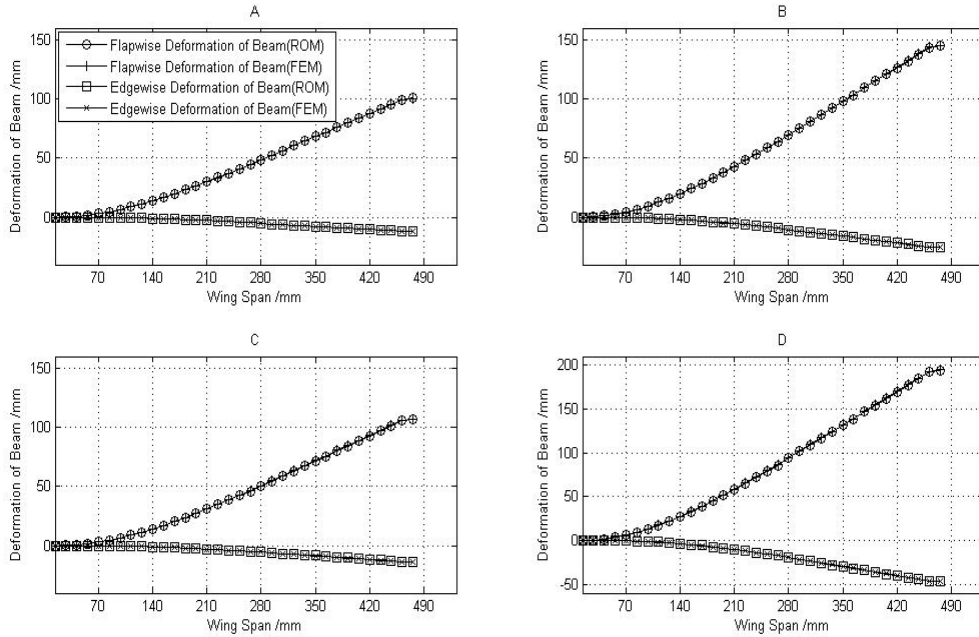 A
Deformation of Beam /mm
150
100
50
0
Flapwise Deformation of Beam(ROM)
Flapwise Deformation of Beam(FEM)
Edgewise Deformation of Beam(ROM)
Edgewise Deformation of Beam(FEM)
70 140 210 280 350 420 490
Wing Span /mm
B
Deformation of Beam /mm
150
100
50
0
70 140 210 280 350 420 490
Wing Span /mm
C
Deformation of Beam /mm
150
100
50
0
70 140 210 280 350 420 490
Wing Span /mm
D
Deformation of Beam /mm
200
150
100
50
0
-50
70 140 210 280 350 420 490
Wing Span /mm